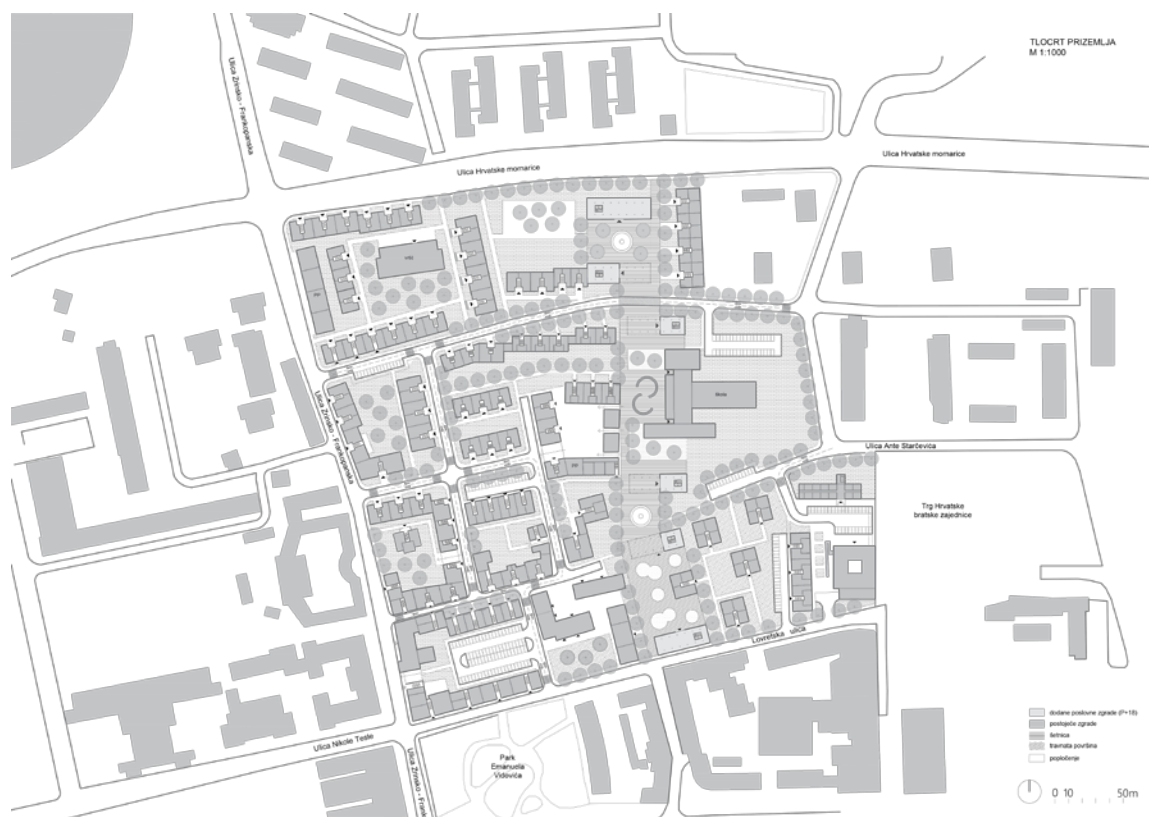 TLOCRT PRIZEMLJA
M 1:1000
Ulica Zrinsko - Frankopanska
Ulica Hrvatske mornarice
Ulica Hrvatske mornarice
Ulica Zrinsko - Frankopanska
škola
Ulica Ante Starčevića
Trg Hrvatske
bratske zajednice
Lovretska ulica
Ulica Nikole Tesle
Ulica Zrinsko - Frank
Park
Emanuela
Vidovića
dodane poslovne zgrade (P+18)
postojeće zgrade
šetnica
travnata površina
popločenje
0 10 50m